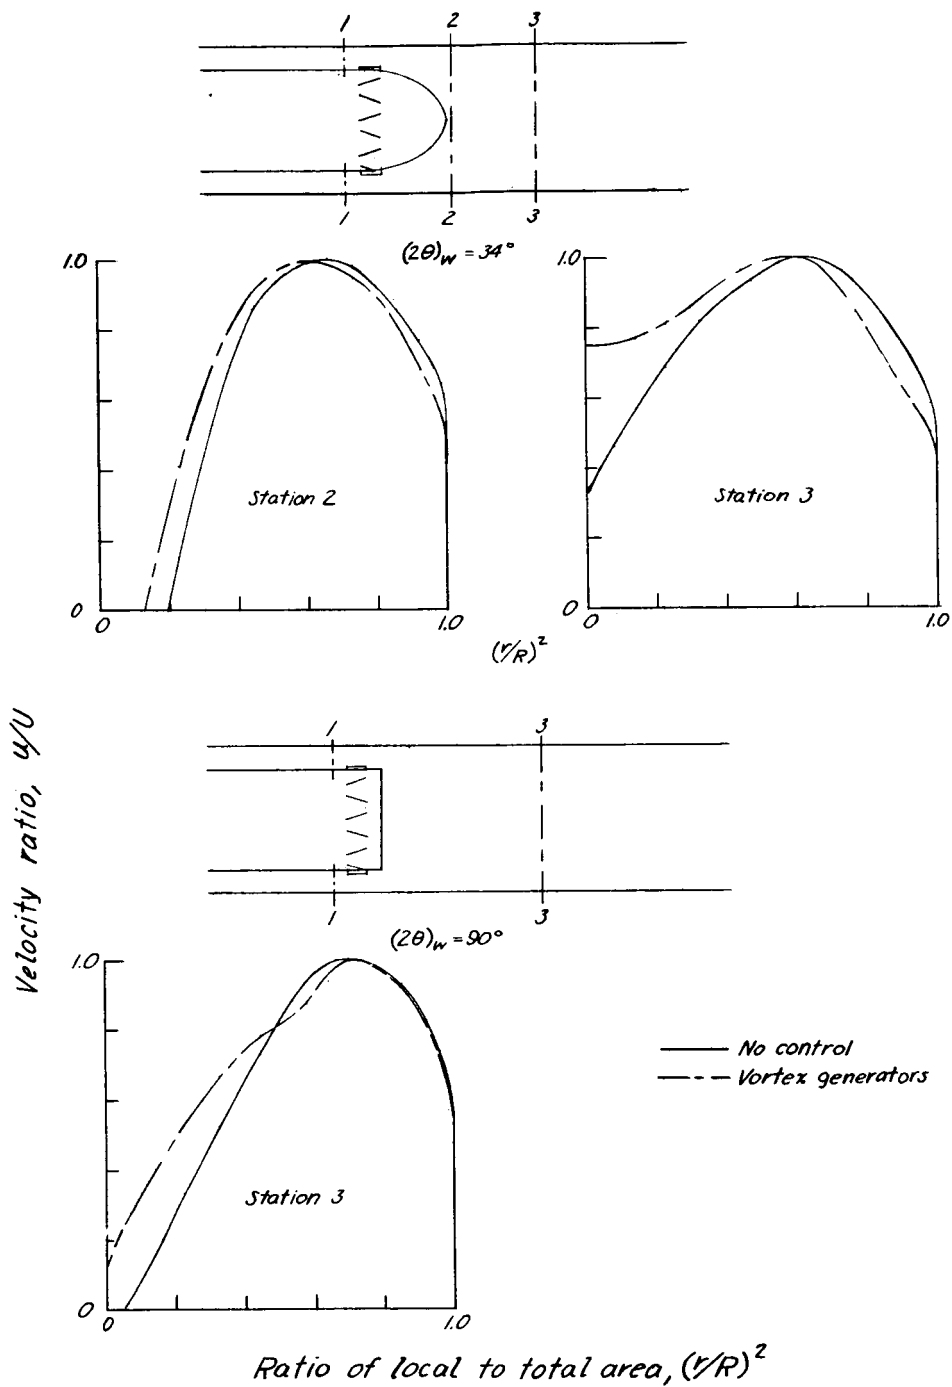 1 2 3
1 2 3
(2θ)w = 34°
1.0
Station 2
0
0 1.0
1.0
Station 3
0
0 1.0
(r/R)²
Velocity ratio, u/U
1 3
1 3
(2θ)w = 90°
1.0
Station 3
0
0 1.0
No control
Vortex generators
Ratio of local to total area, (r/R)²